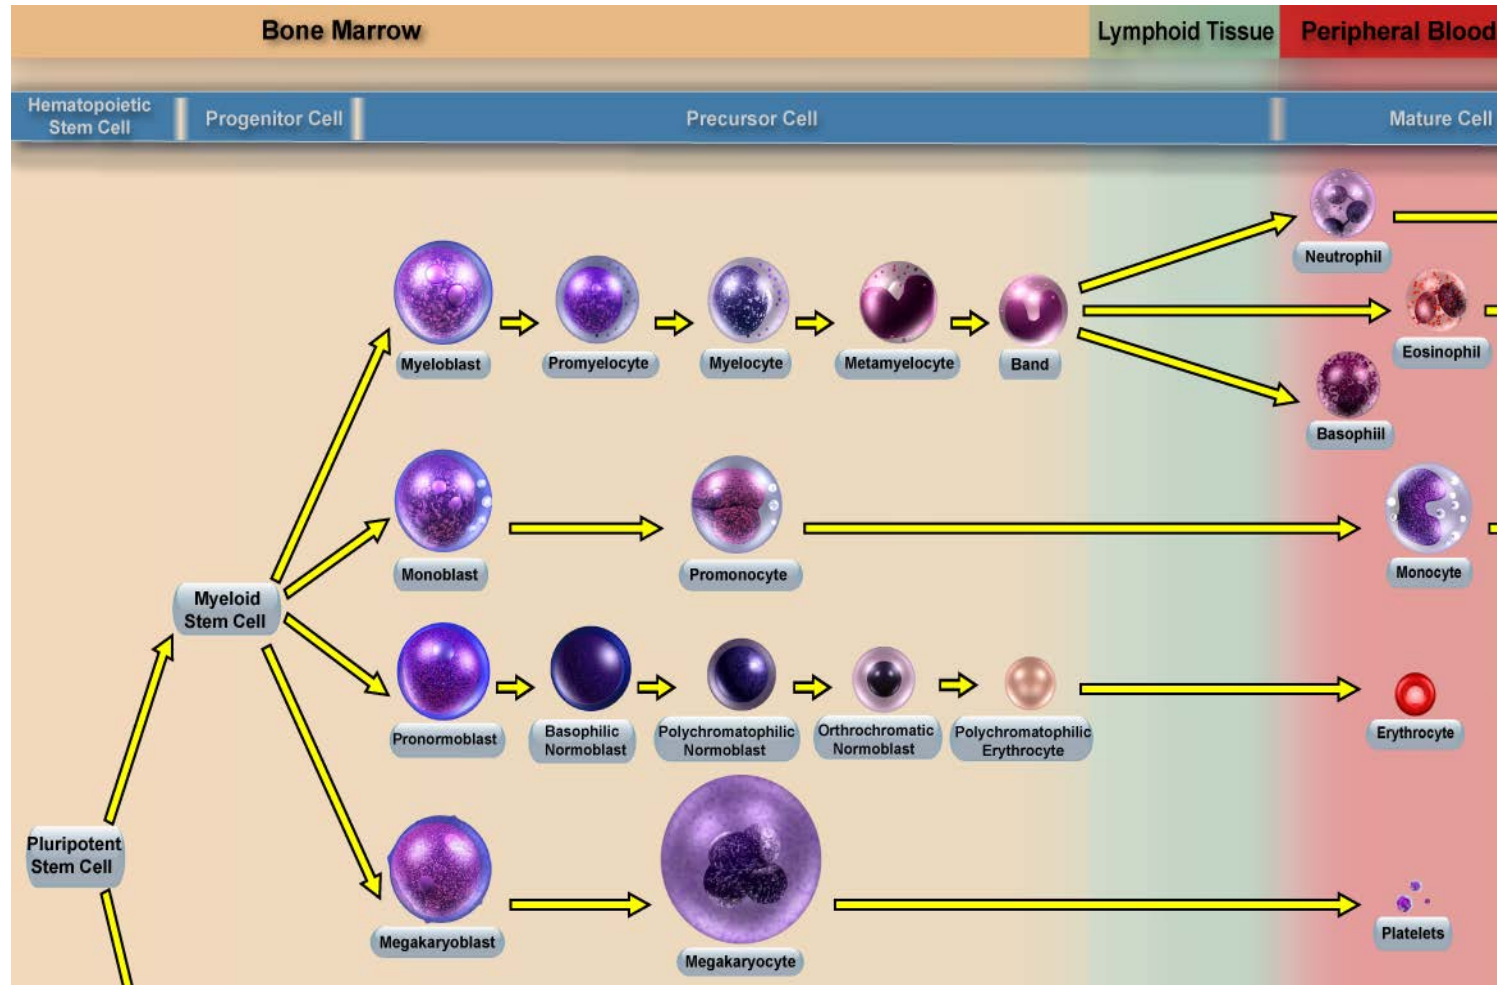 Bone Marrow
Lymphoid Tissue
Peripheral Blood
Hematopoietic
Stem Cell
Progenitor Cell
Precursor Cell
Mature Cell
Neutrophil
Eosinophil
Myeloblast
Promyelocyte
Myelocyte
Metamyelocyte
Band
Basophiil
Monoblast
Promonocyte
Monocyte
Myeloid
Stem Cell
Pronormoblast
Basophilic
Normoblast
Polychromatophilic
Normoblast
Orthrochromatic
Normoblast
Polychromatophilic
Erythrocyte
Erythrocyte
Pluripotent
Stem Cell
Megakaryoblast
Megakaryocyte
Platelets